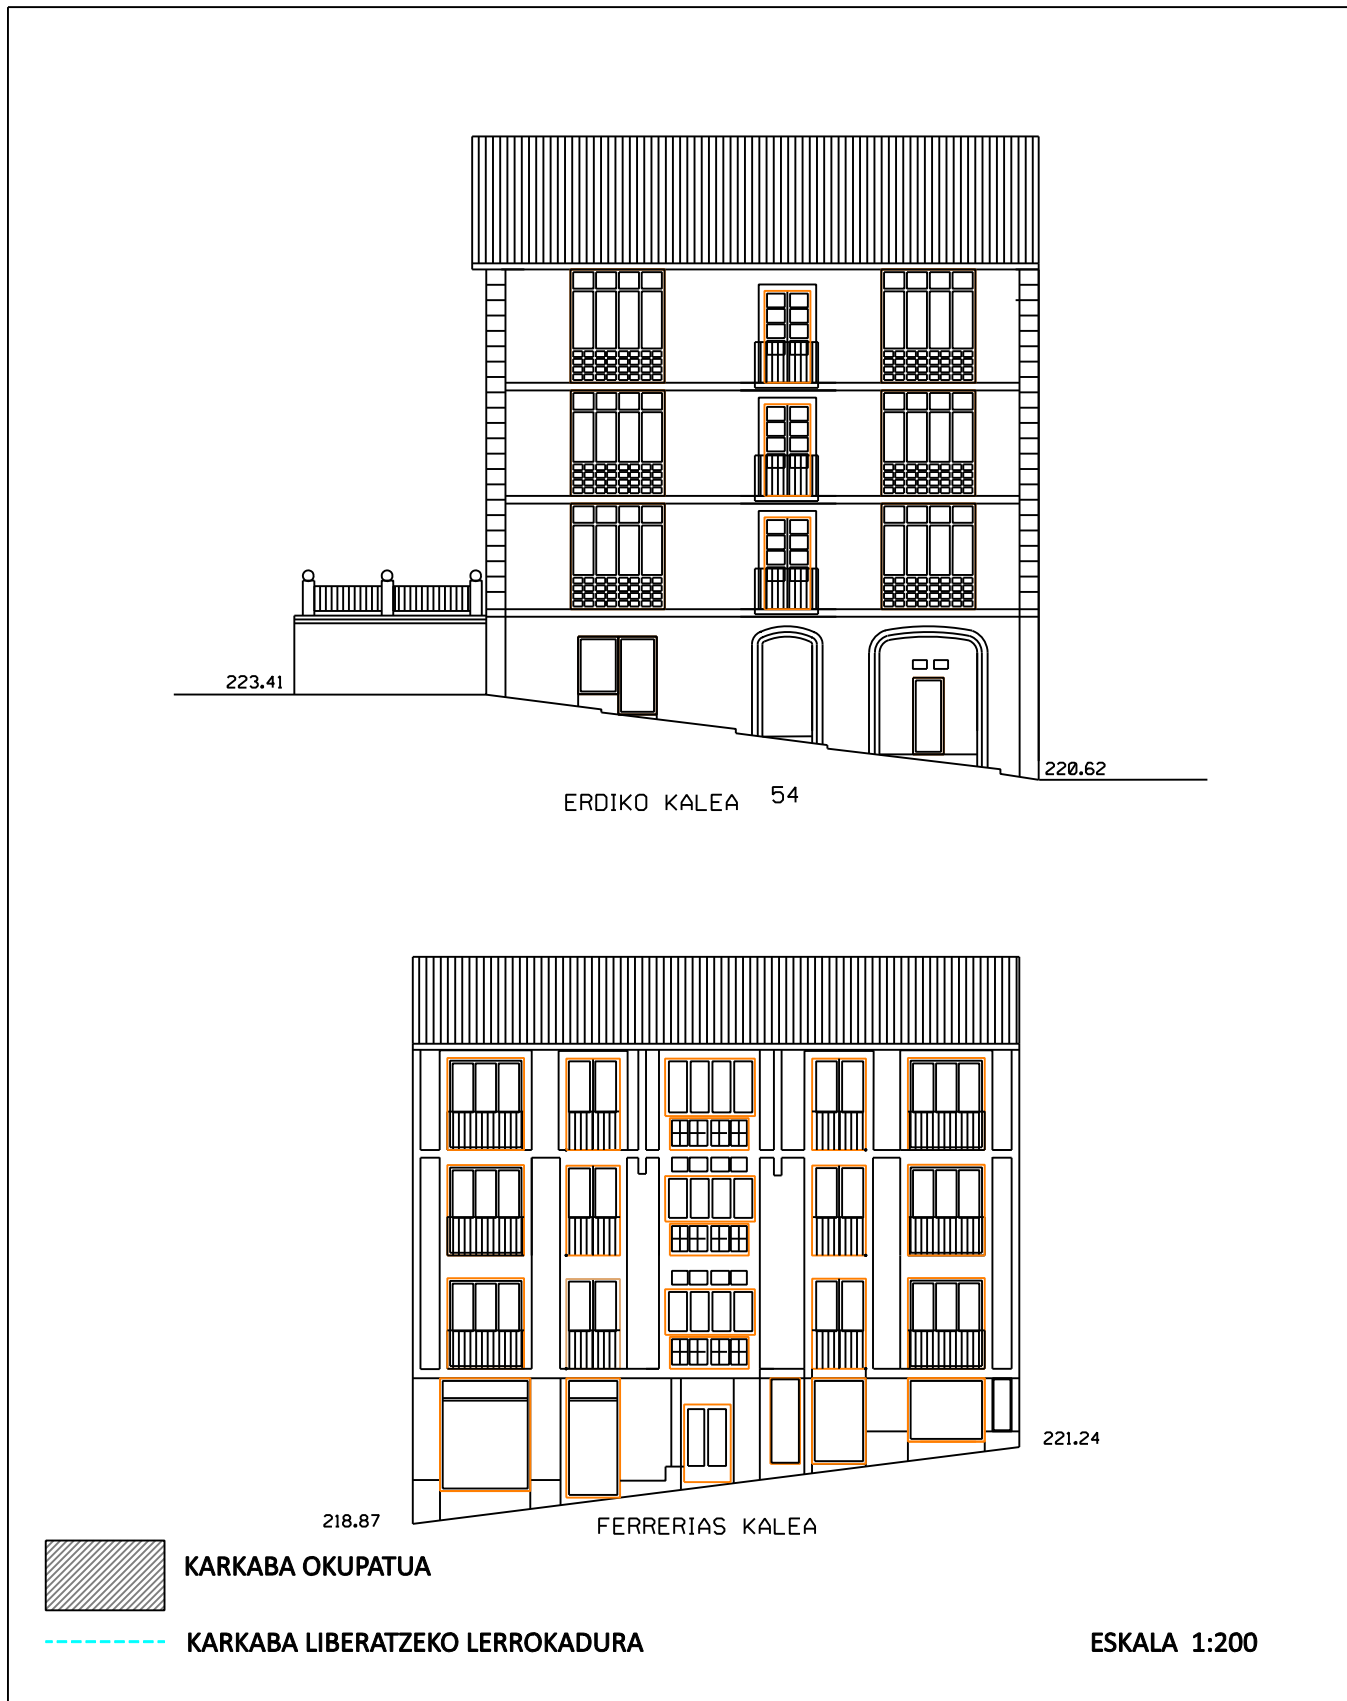 223.41
220.62
ERDIKO KALEA 54
221.24
218.87
FERRERIAS KALEA
KARKABA OKUPATUA
KARKABA LIBERATZEKO LERROKADURA
ESKALA 1:200